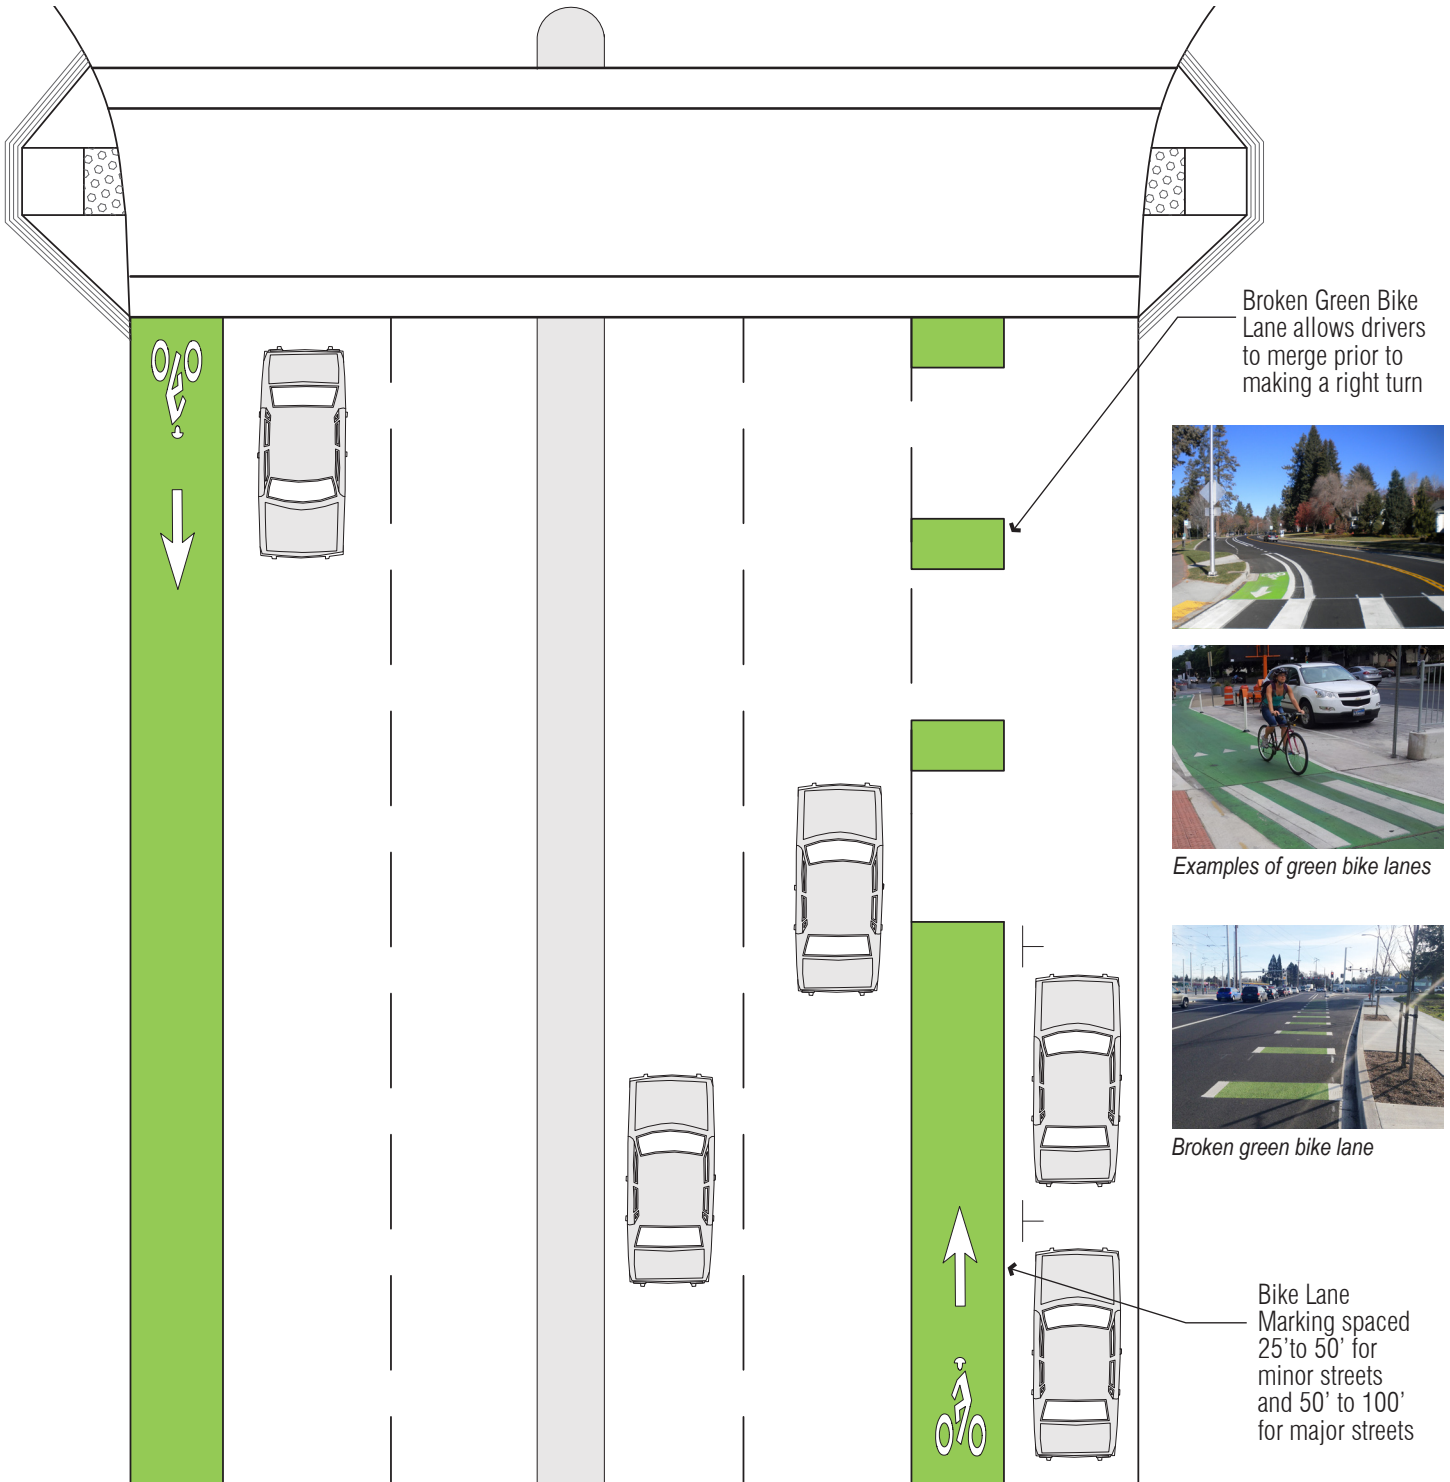 Broken Green Bike
Lane allows drivers
to merge prior to
making a right turn
Examples of green bike lanes
Broken green bike lane
Bike Lane
Marking spaced
25’to 50’ for
minor streets
and 50’ to 100’
for major streets